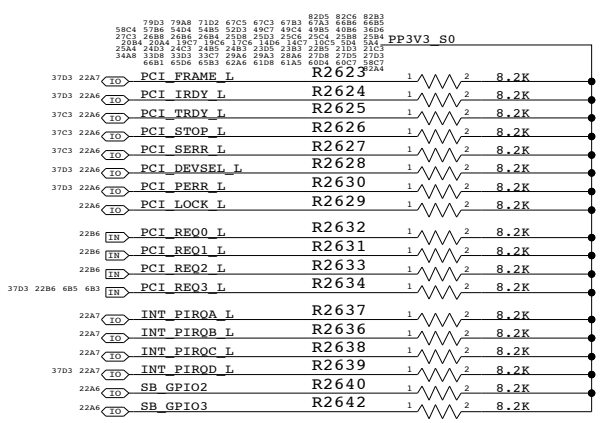 PP3V3_S0
37D3 22A7 IO PCI_FRAME_L R2623 1 2 8.2K
37D3 22A6 IO PCI_IRDY_L R2624 1 2 8.2K
37C3 22A6 IO PCI_TRDY_L R2625 1 2 8.2K
37C3 22A6 IO PCI_STOP_L R2626 1 2 8.2K
37C3 22A6 IO PCI_SERR_L R2627 1 2 8.2K
37D3 22A6 IO PCI_DEVSEL_L R2628 1 2 8.2K
37D3 22A6 IO PCI_PERR_L R2630 1 2 8.2K
22A6 IO PCI_LOCK_L R2629 1 2 8.2K
22B6 IN PCI_REQ0_L R2632 1 2 8.2K
22B6 IN PCI_REQ1_L R2631 1 2 8.2K
22B6 IN PCI_REQ2_L R2633 1 2 8.2K
37D3 22B6 6B5 6B3 IN PCI_REQ3_L R2634 1 2 8.2K
22A7 IO INT_PIRQA_L R2637 1 2 8.2K
22A7 IO INT_PIRQB_L R2636 1 2 8.2K
22A7 IO INT_PIRQC_L R2638 1 2 8.2K
37D3 22A7 IO INT_PIRQD_L R2639 1 2 8.2K
22A6 IO SB_GPIO2 R2640 1 2 8.2K
22A6 IO SB_GPIO3 R2642 1 2 8.2K